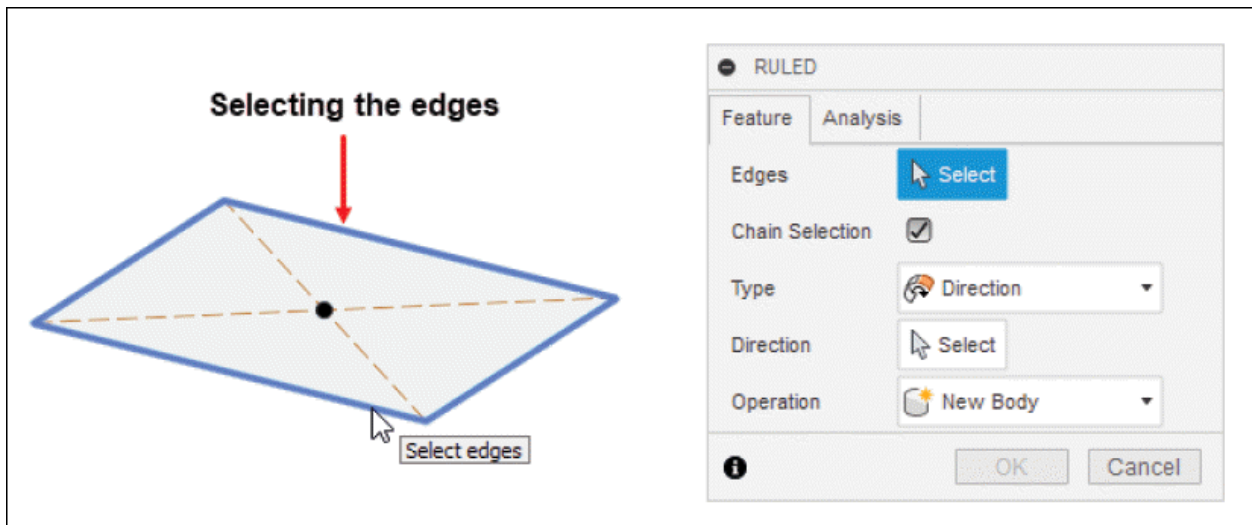 Selecting the edges
Select edges
RULED
Feature Analysis
Edges Select
Chain Selection
Type Direction
Direction Select
Operation New Body
OK Cancel